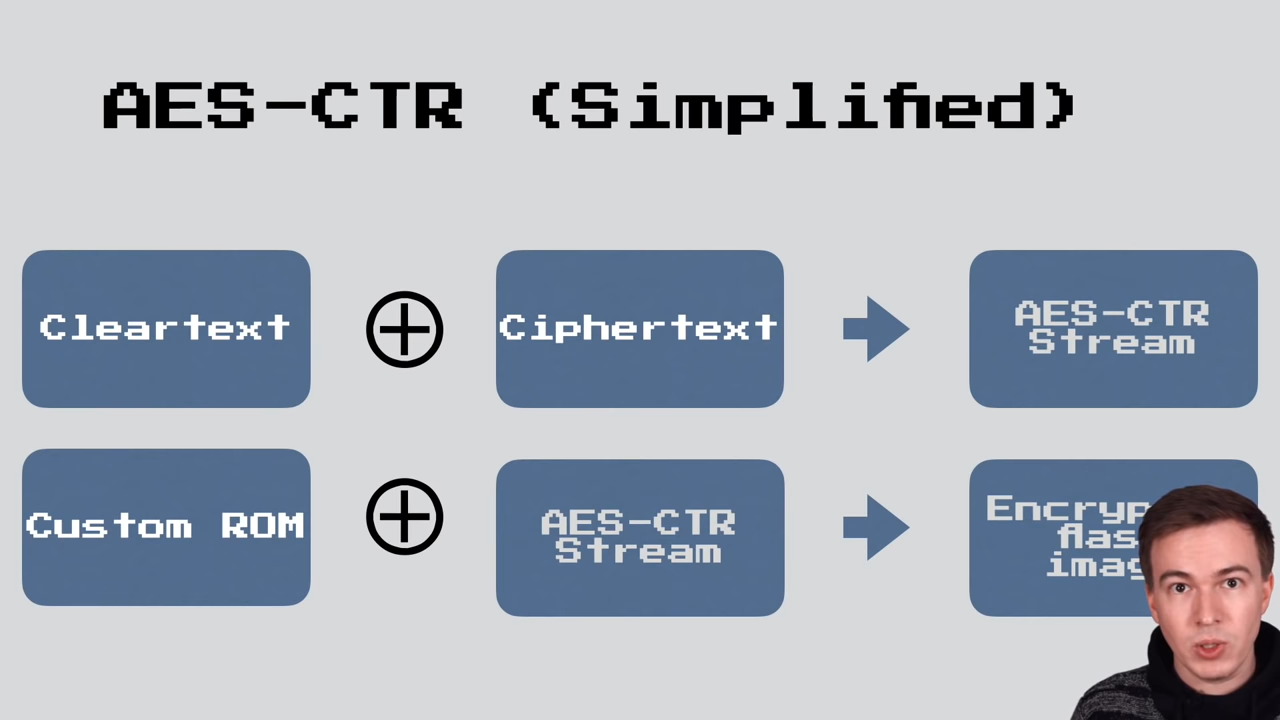 AES-CTR (Simplified)
Cleartext
Ciphertext
AES-CTR
Stream
Custom ROM
AES-CTR
Stream